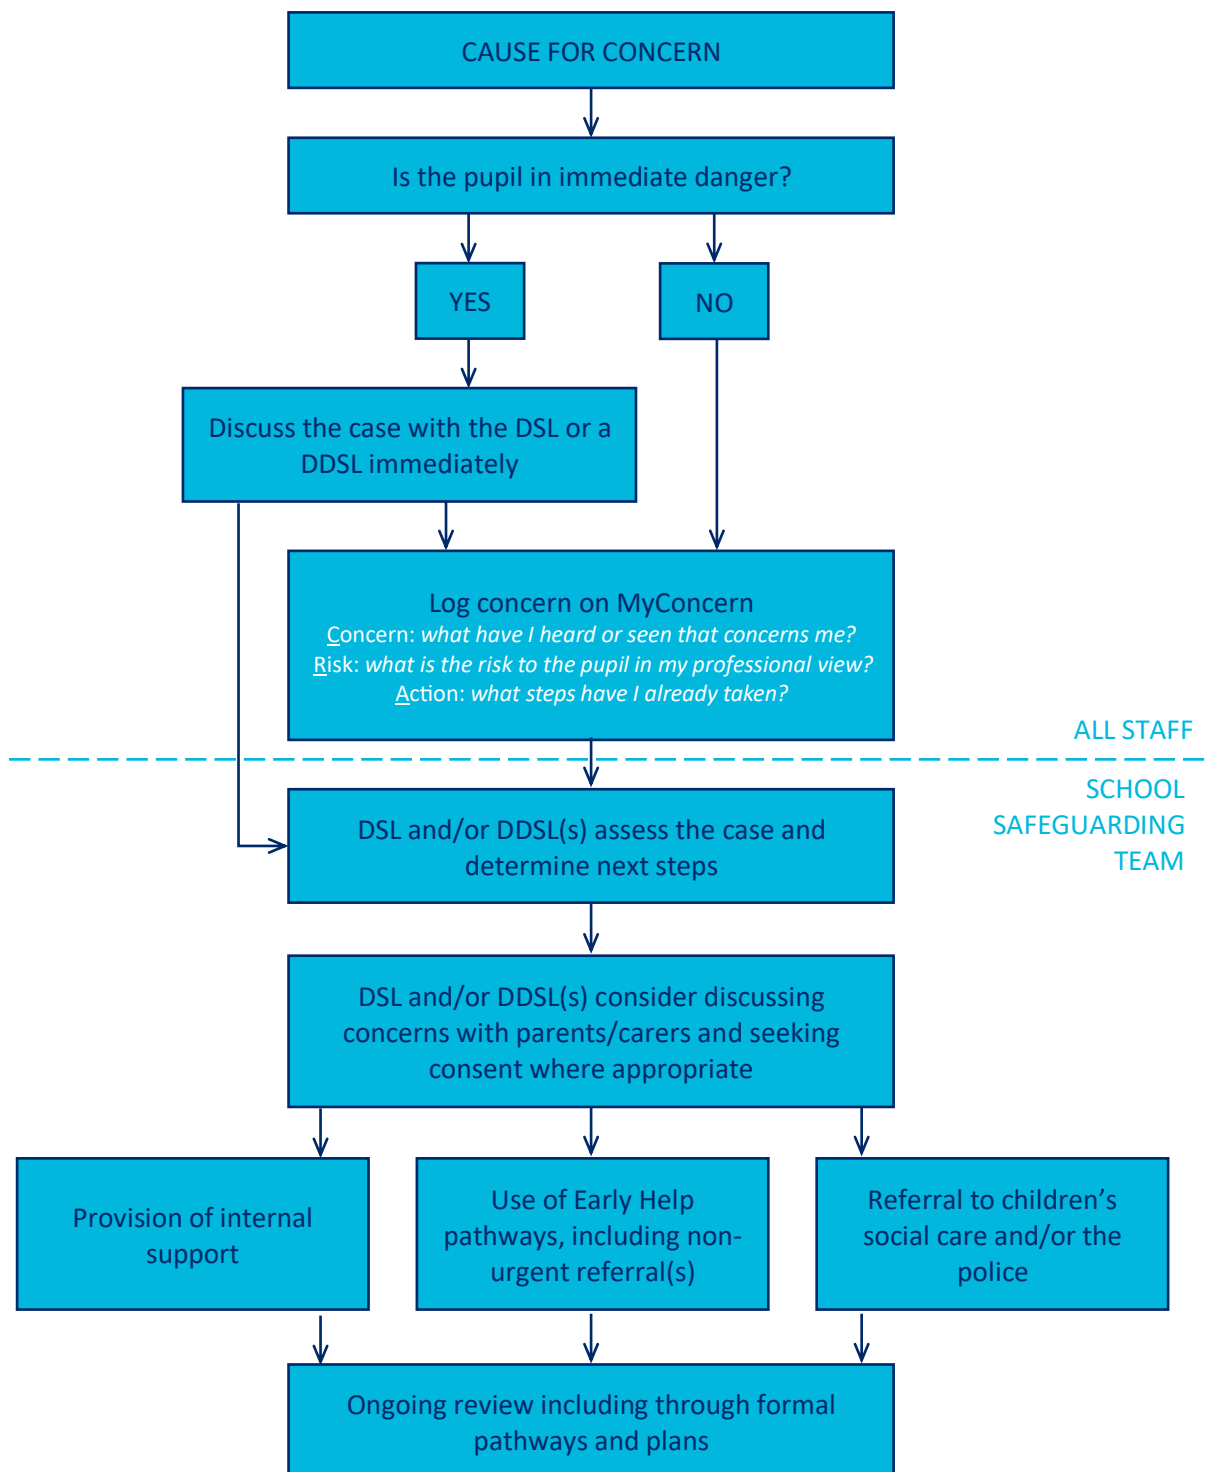 CAUSE FOR CONCERN
Is the pupil in immediate danger?
YES
NO
Discuss the case with the DSL or a
DDSL immediately
Log concern on MyConcern
Concern: what have I heard or seen that concerns me?
Risk: what is the risk to the pupil in my professional view?
Action: what steps have I already taken?
ALL STAFF
SCHOOL
SAFEGUARDING
TEAM
DSL and/or DDSL(s) assess the case and
determine next steps
DSL and/or DDSL(s) consider discussing
concerns with parents/carers and seeking
consent where appropriate
Provision of internal
support
Use of Early Help
pathways, including non-
urgent referral(s)
Referral to children’s
social care and/or the
police
Ongoing review including through formal
pathways and plans